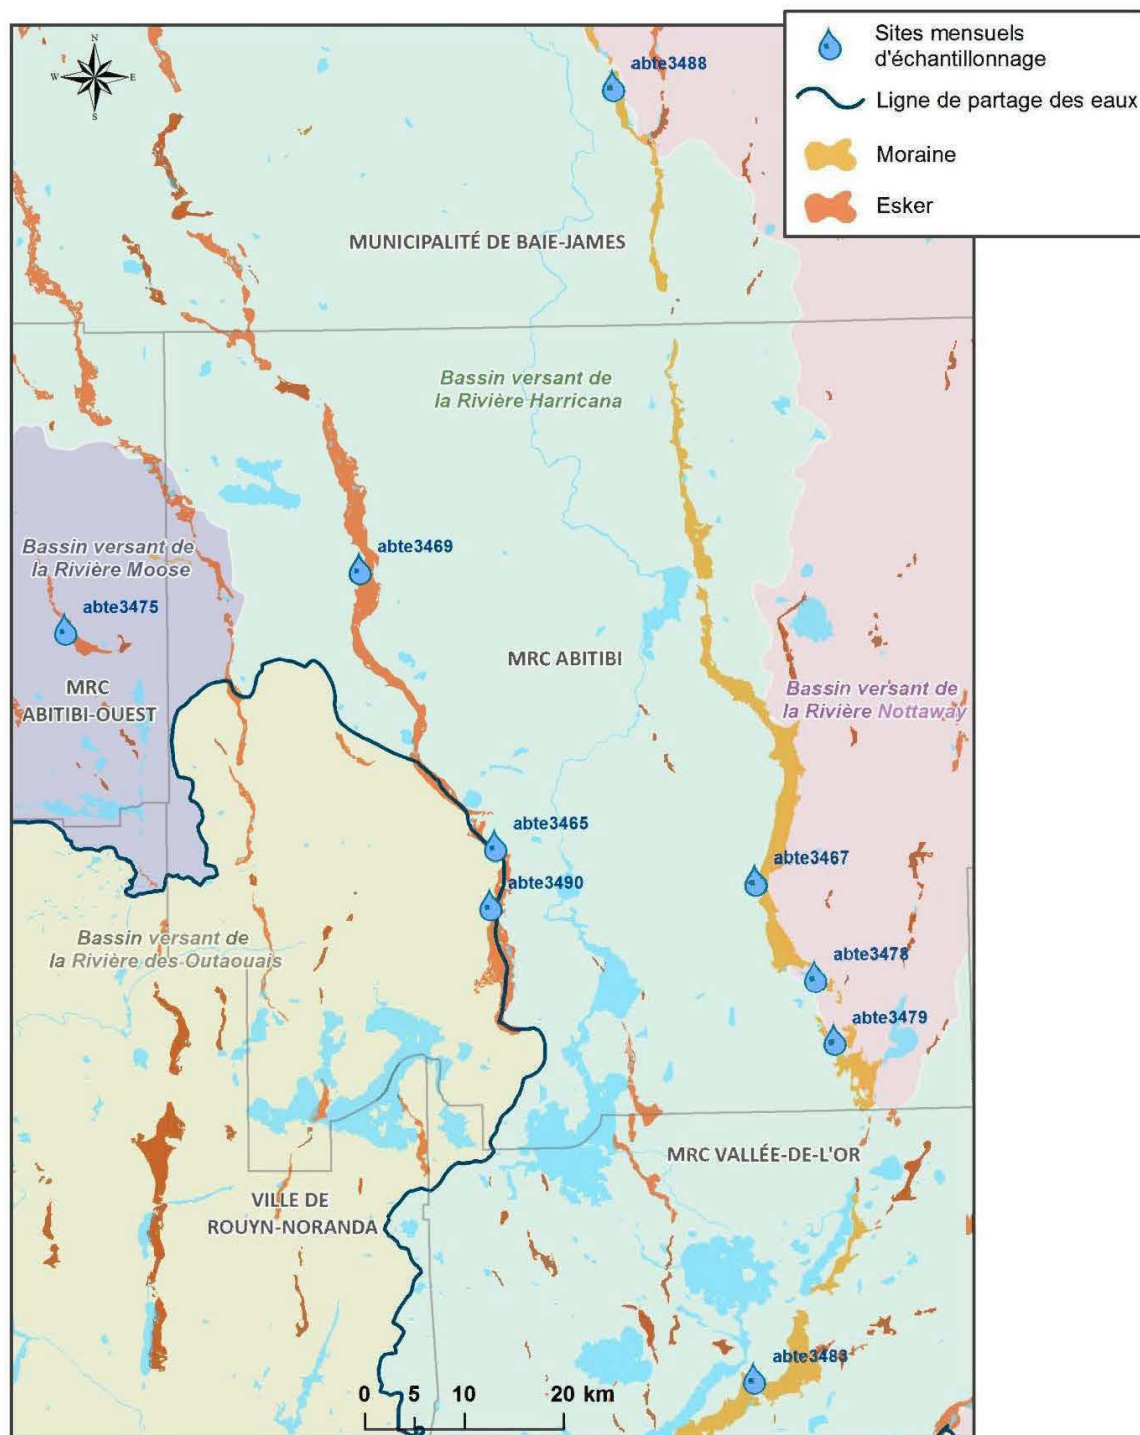 Sites mensuels
d'échantillonnage
Ligne de partage des eaux
Moraine
Esker
N
W E
S
abte3488
MUNICIPALITÉ DE BAIE-JAMES
Bassin versant de
la Rivière Harricana
Bassin versant de
la Rivière Moose
abte3469
abte3475
MRC ABITIBI
MRC
ABITIBI-OUEST
Bassin versant de
la Rivière Nottaway
abte3465
abte3467
abte3490
Bassin versant de
la Rivière des Outaouais
abte3478
abte3479
MRC VALLÉE-DE-L'OR
VILLE DE
ROUYN-NORANDA
abte3483
0 5 10 20 km